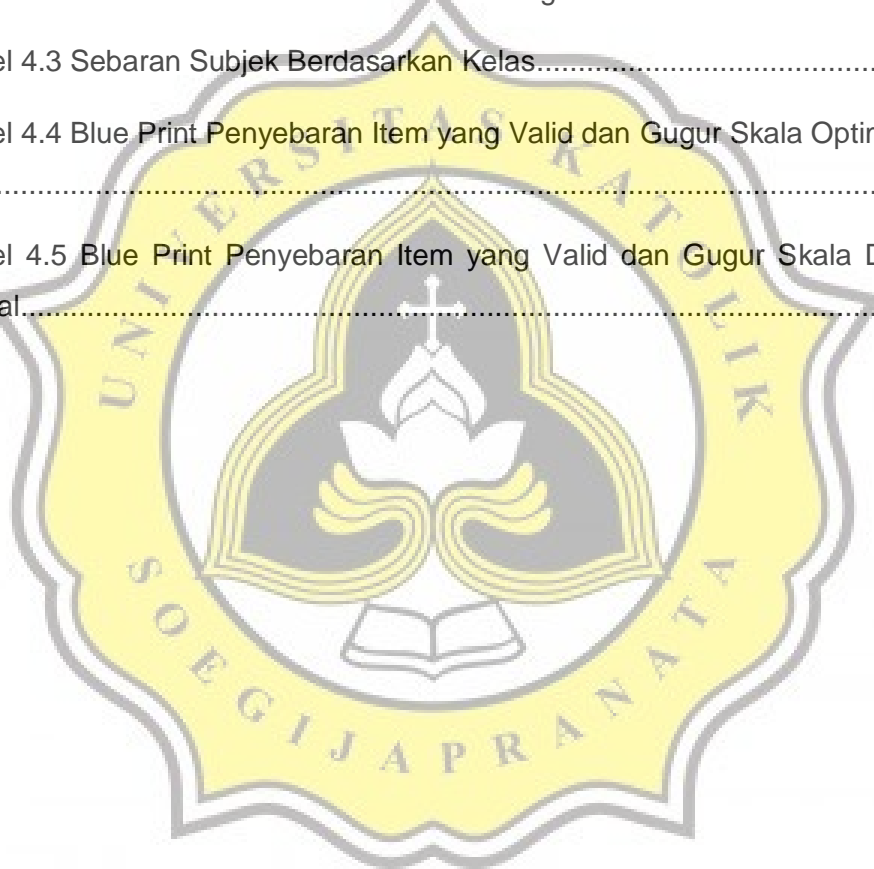 el 4.3 Sebaran Subjek Berdasarkan Kelas................................................
el 4.4 Blue Print Penyebaran Item yang Valid dan Gugur Skala Optim
................................................................................................
el 4.5 Blue Print Penyebaran Item yang Valid dan Gugur Skala D
al................................................................................................
UNIVERSITAS KATOLIK
SOEGIJAPRANATA